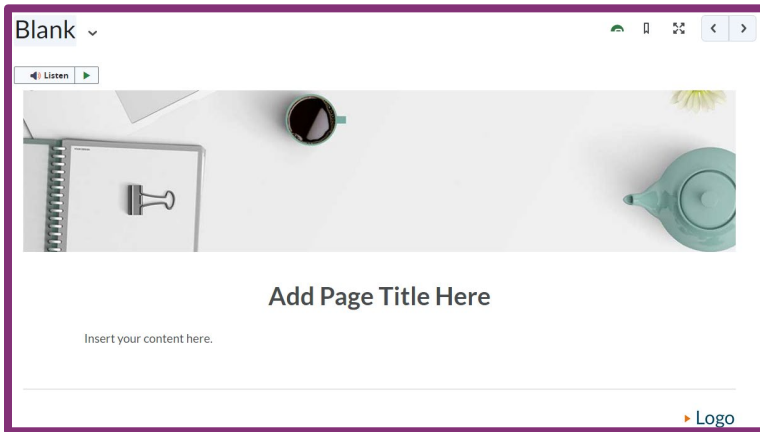 Blank
Listen
Add Page Title Here
Insert your content here.
Logo